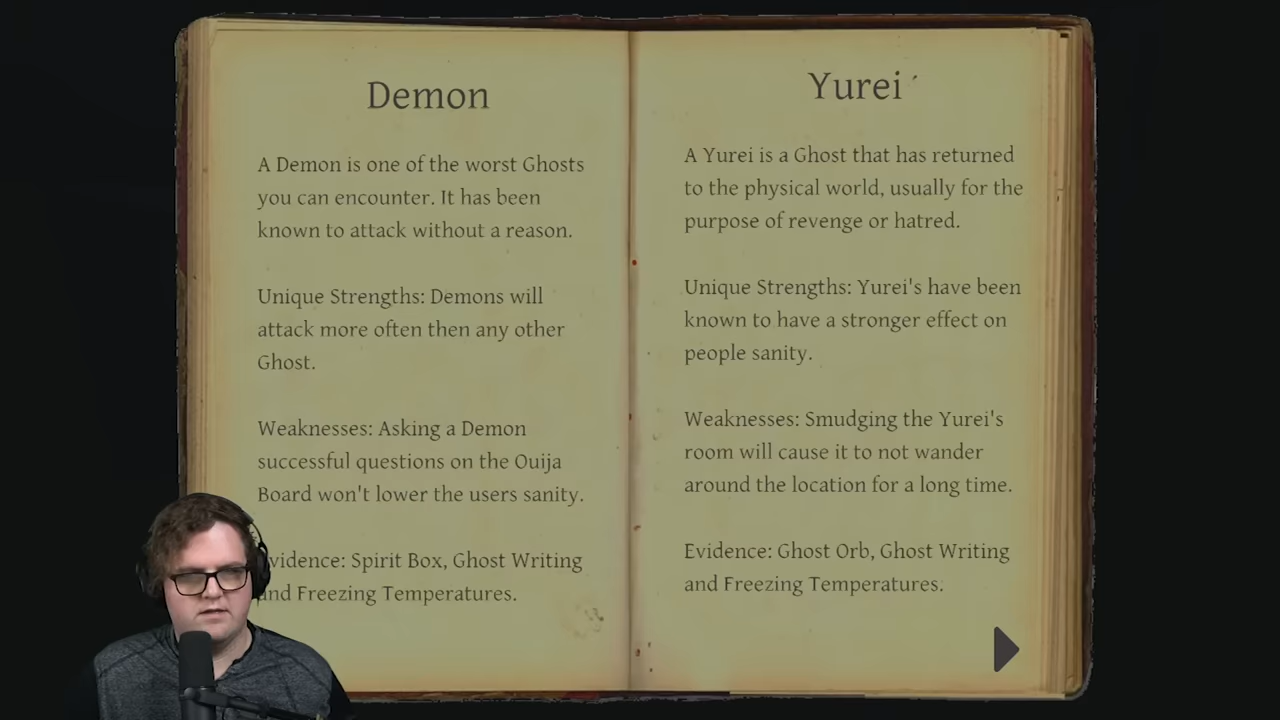 Demon
A Demon is one of the worst Ghosts
you can encounter. It has been
known to attack without a reason.
Unique Strengths: Demons will
attack more often then any other
Ghost.
Weaknesses: Asking a Demon
successful questions on the Ouija
Board won't lower the users sanity.
vidence: Spirit Box, Ghost Writing
and Freezing Temperatures.
Yurei
A Yurei is a Ghost that has returned
to the physical world, usually for the
purpose of revenge or hatred.
Unique Strengths: Yurei's have been
known to have a stronger effect on
people sanity.
Weaknesses: Smudging the Yurei's
room will cause it to not wander
around the location for a long time.
Evidence: Ghost Orb, Ghost Writing
and Freezing Temperatures.